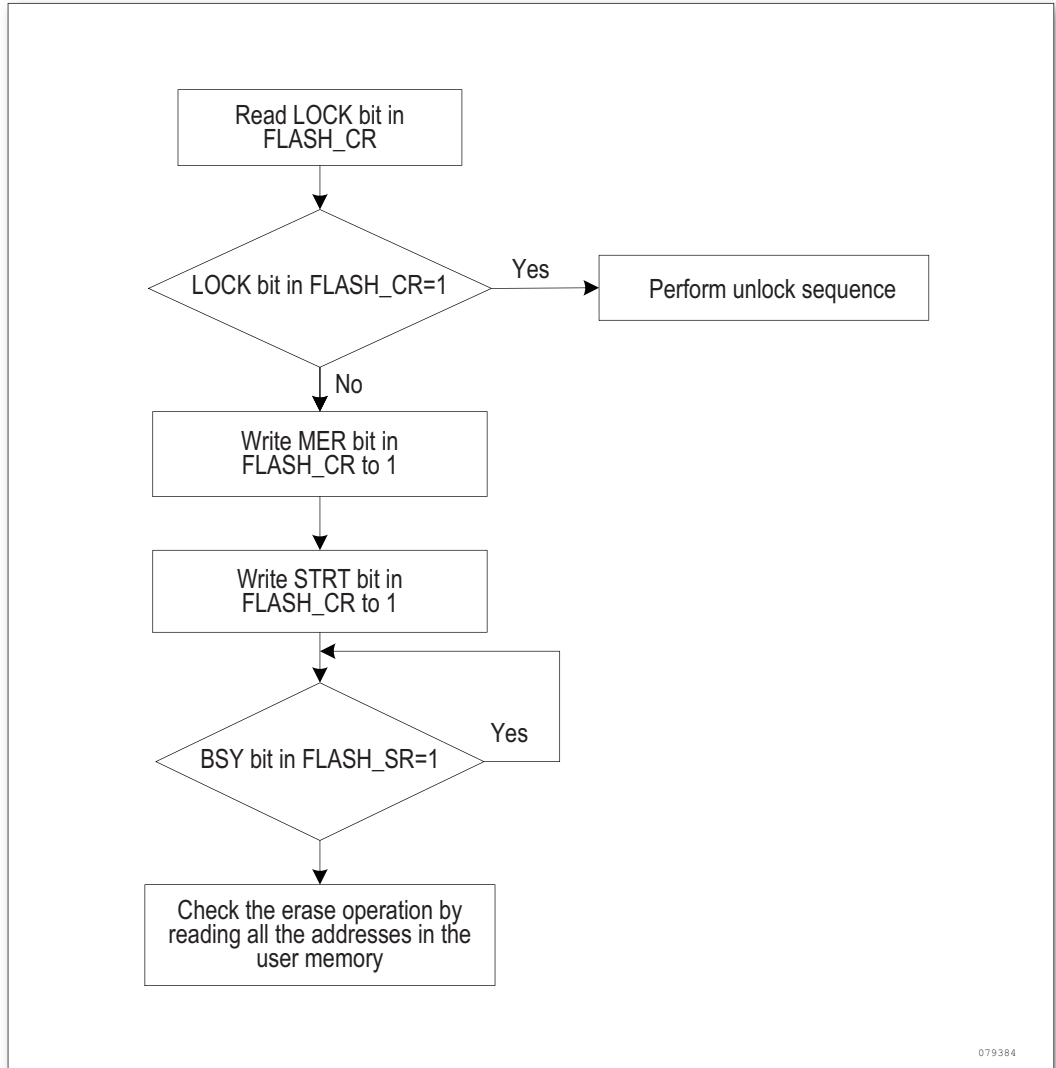 Read LOCK bit in
FLASH_CR
LOCK bit in FLASH_CR=1
Yes
Perform unlock sequence
No
Write MER bit in
FLASH_CR to 1
Write STRT bit in
FLASH_CR to 1
Yes
BSY bit in FLASH_SR=1
Check the erase operation by
reading all the addresses in the
user memory
079384